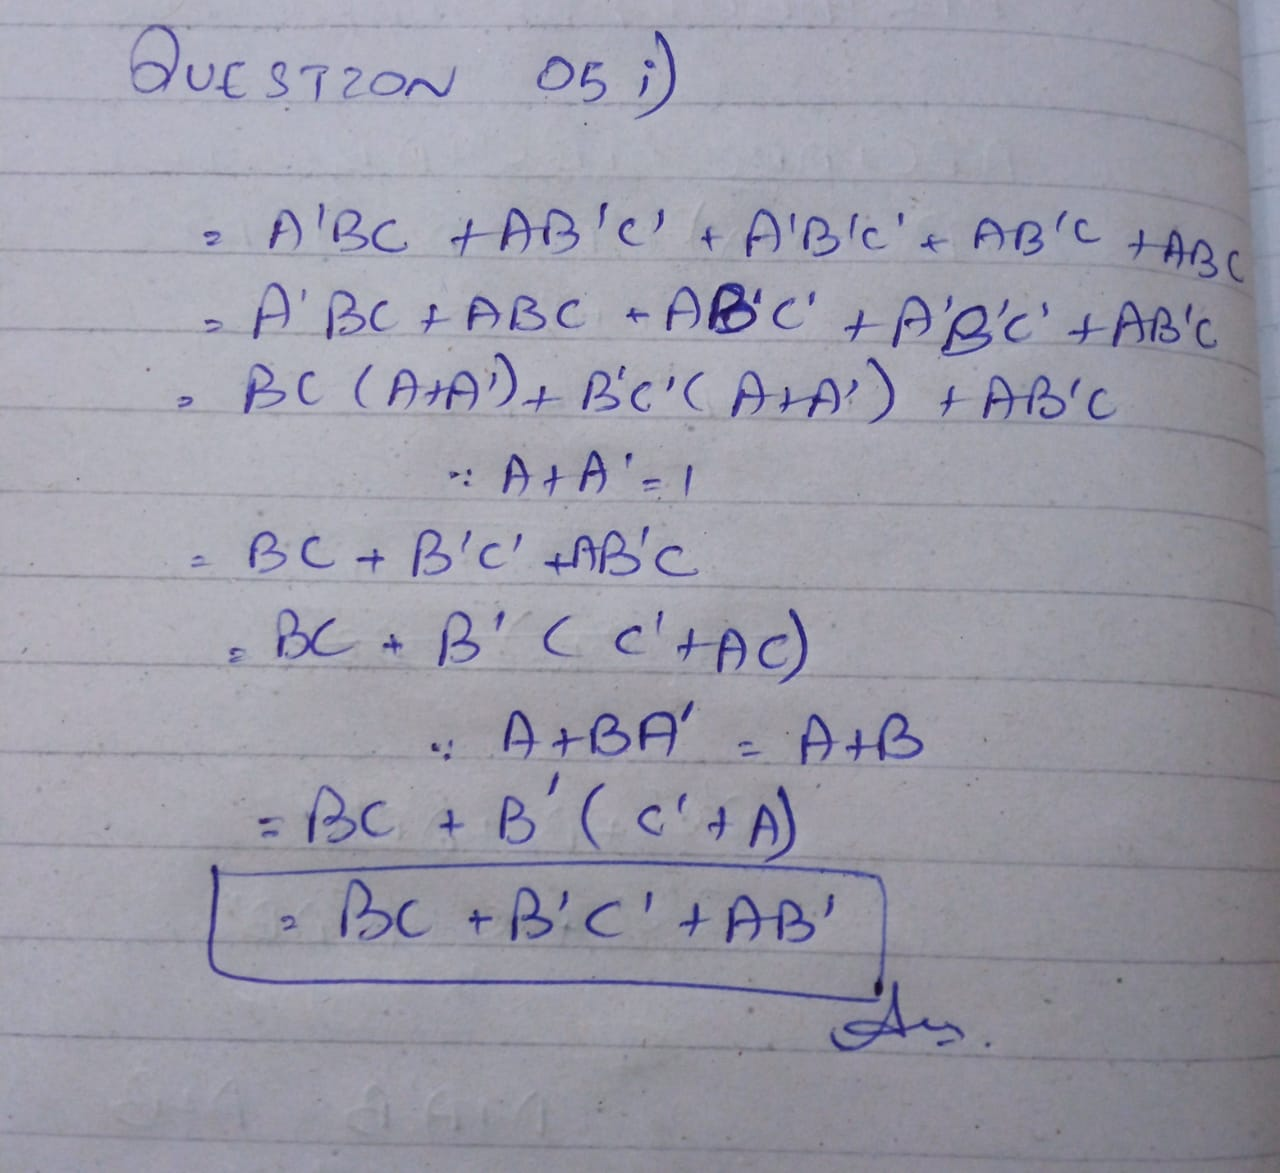 QUESTION 05 i)
= A'BC + AB'C' + A'B'C' + AB'C + ABC
= A'BC + ABC + AB'C' + A'B'C' + AB'C
= BC (A+A') + B'C' (A+A') + AB'C
∵ A+A' = 1
= BC + B'C' + AB'C
= BC + B' (C'+AC)
∵ A+BA' = A+B
= BC + B' (C'+A)
= BC + B'C' + AB'
Ans.